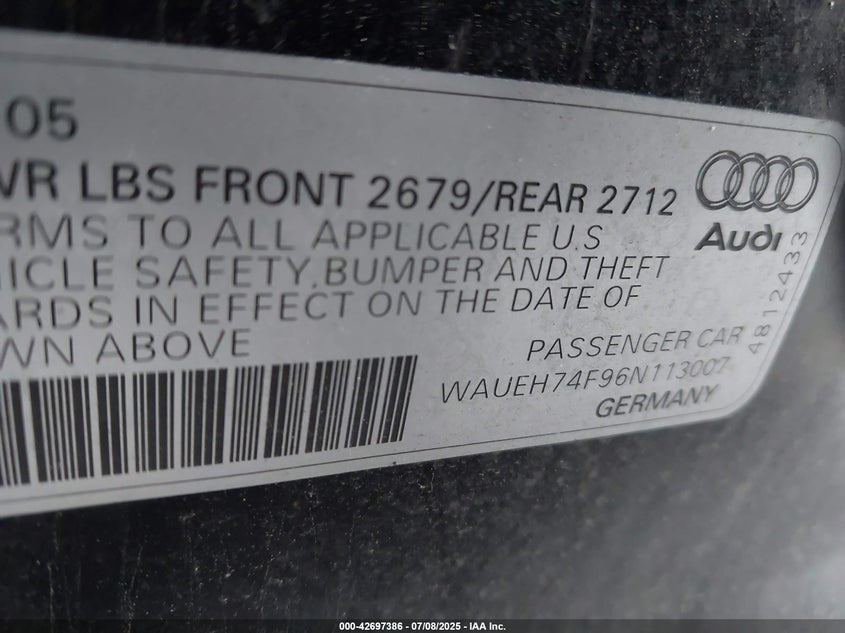 05
WR LBS FRONT 2679/REAR 2712
RMS TO ALL APPLICABLE U.S
ICLE SAFETY,BUMPER AND THEFT
ARDS IN EFFECT ON THE DATE OF
WN ABOVE
PASSENGER CAR
WAUEH74F96N113007
GERMANY
Audi
4812433
000-42697386 - 07/08/2025 - IAA Inc.